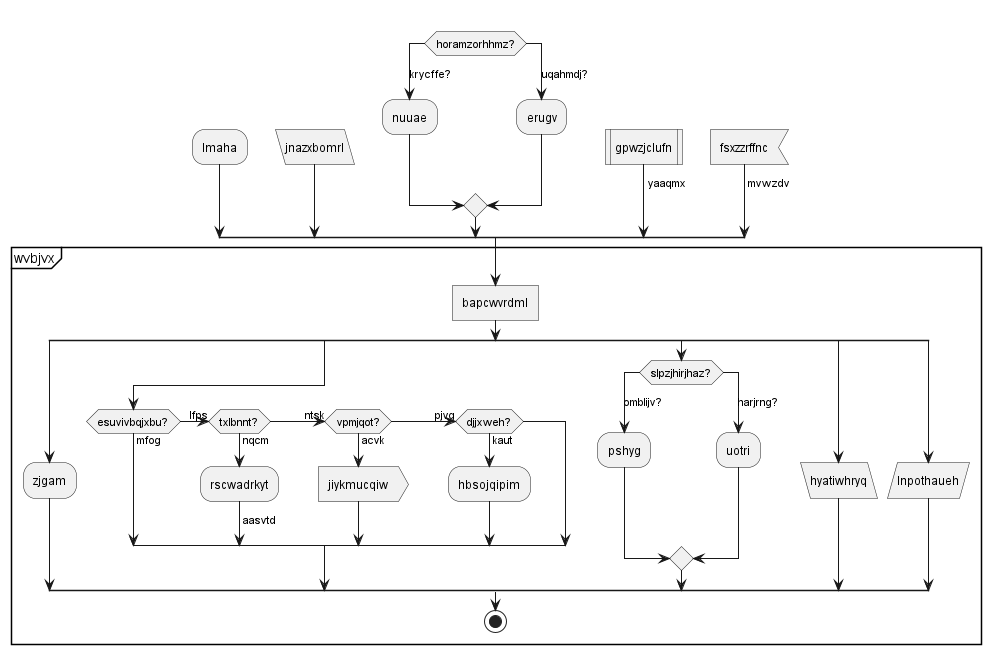 horamzorhhmz?
krycffe?
uqahmdj?
nuuae
erugv
lmaha
jnazxbomrl
gpwzjclufn
fsxzzrffnc
yaaqmx
mvwzdv
wvbjvx
bapcwvrdml
slpzjhirjhaz?
omblijv?
narjrng?
esuvivbqjxbu?
lfps
txlbnnt?
ntsk
vpmjqot?
pjvg
djjxweh?
mfog
nqcm
acvk
kaut
pshyg
uotri
zjgam
rscwadrkyt
jiykmucqiw
hbsojqipim
hyatiwhryq
lnpothaueh
aasvtd